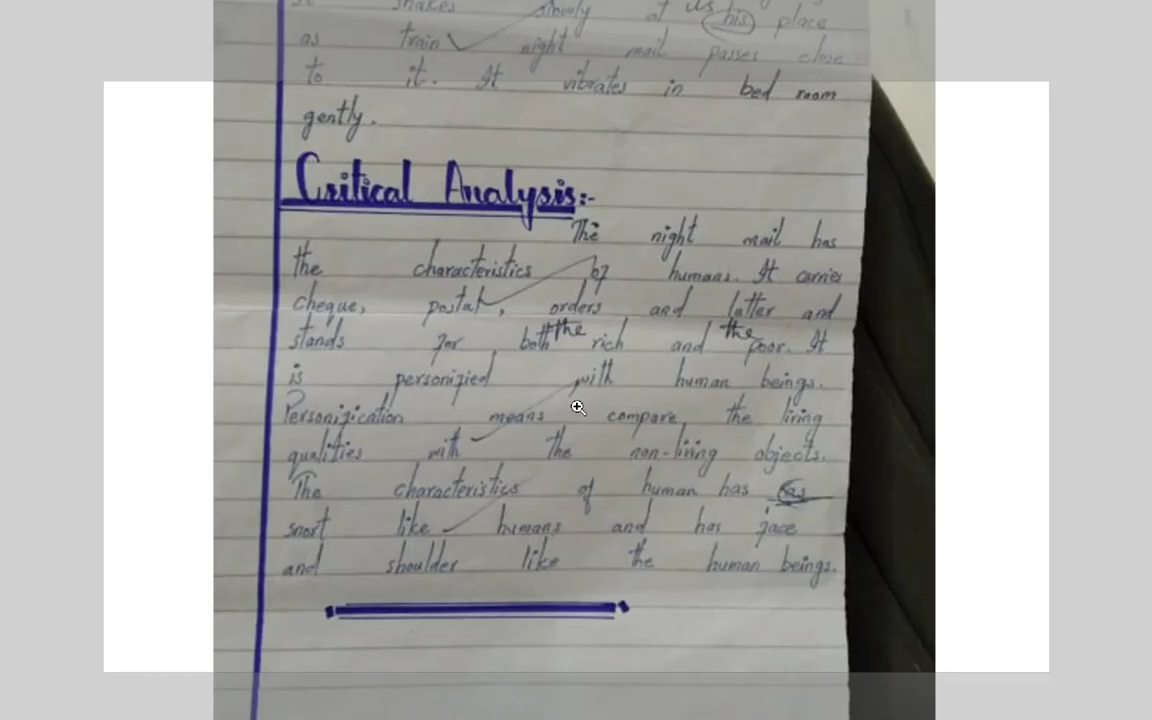 shakes slowly at its his place
as train night mail passes close
to it. It vibrates in bed room
gently.
Critical Analysis:-
The night mail has
the characteristics of humans. It carries
cheque, postal, orders and latter and
stands for both the rich and the poor. It
is personified with human beings.
Personification means compare the living
qualities with the non-living objects.
The characteristics of human has as
snort like humans and has face
and shoulder like the human beings.